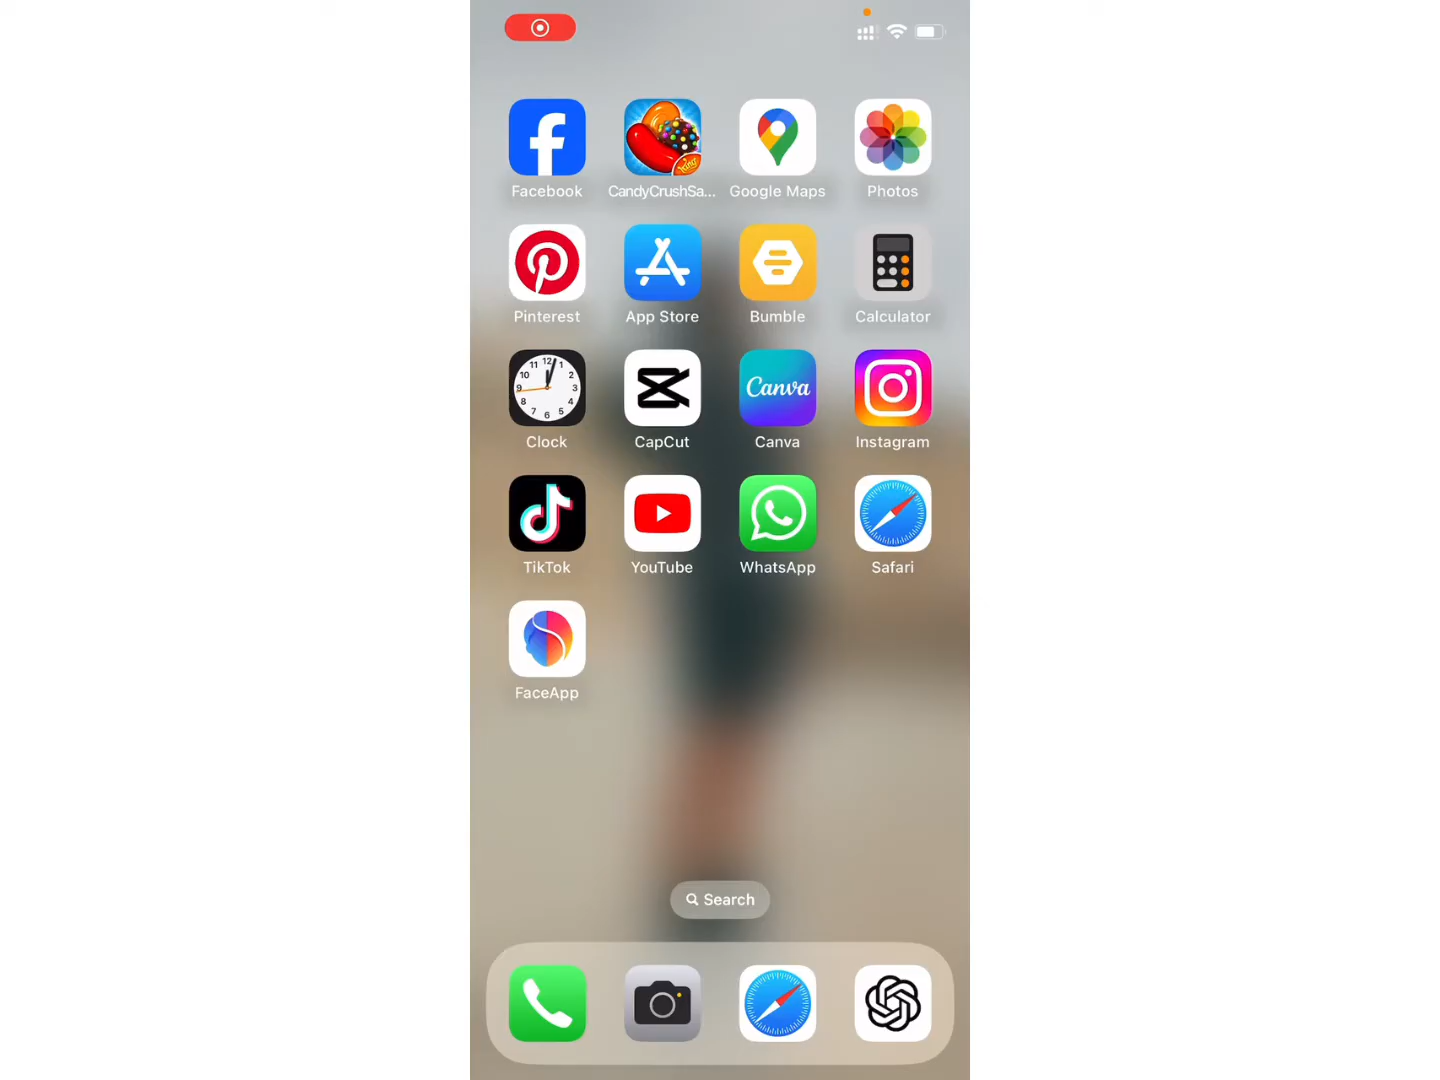 Facebook
CandyCrushSa...
Google Maps
Photos
Pinterest
App Store
Bumble
Calculator
Clock
CapCut
Canva
Canva
Instagram
TikTok
YouTube
WhatsApp
Safari
FaceApp
Search